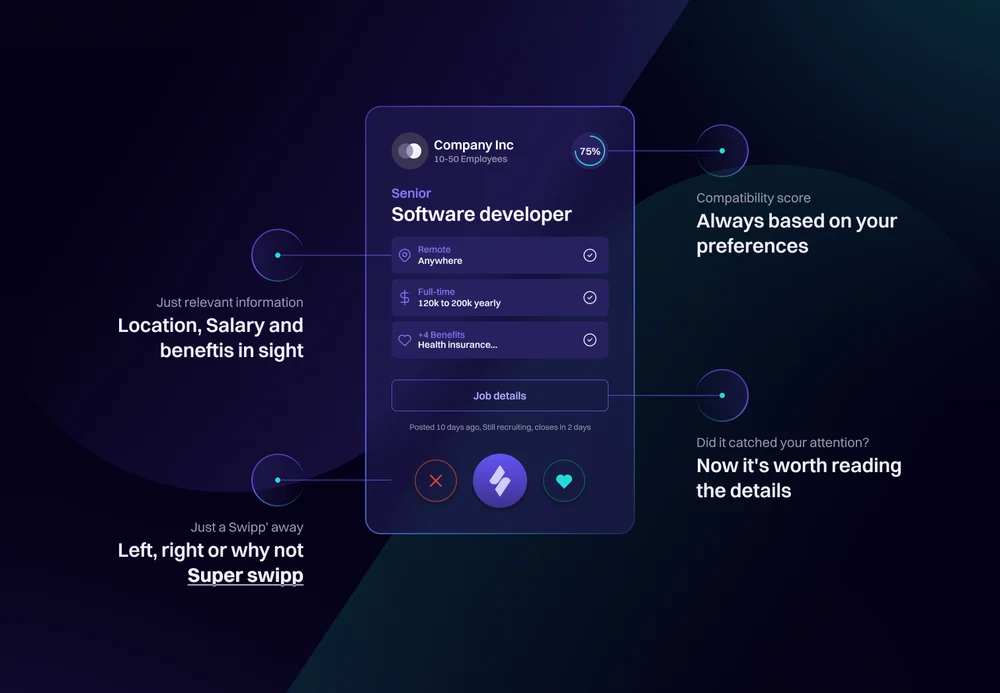 Company Inc
10-50 Employees
75%
Senior
Software developer
Remote
Anywhere
Full-time
120k to 200k yearly
+4 Benefits
Health insurance...
Job details
Posted 10 days ago, Still recruiting, closes in 2 days
Compatibility score
Always based on your
preferences
Just relevant information
Location, Salary and
beneftis in sight
Did it catched your attention?
Now it's worth reading
the details
Just a Swipp' away
Left, right or why not
Super swipp